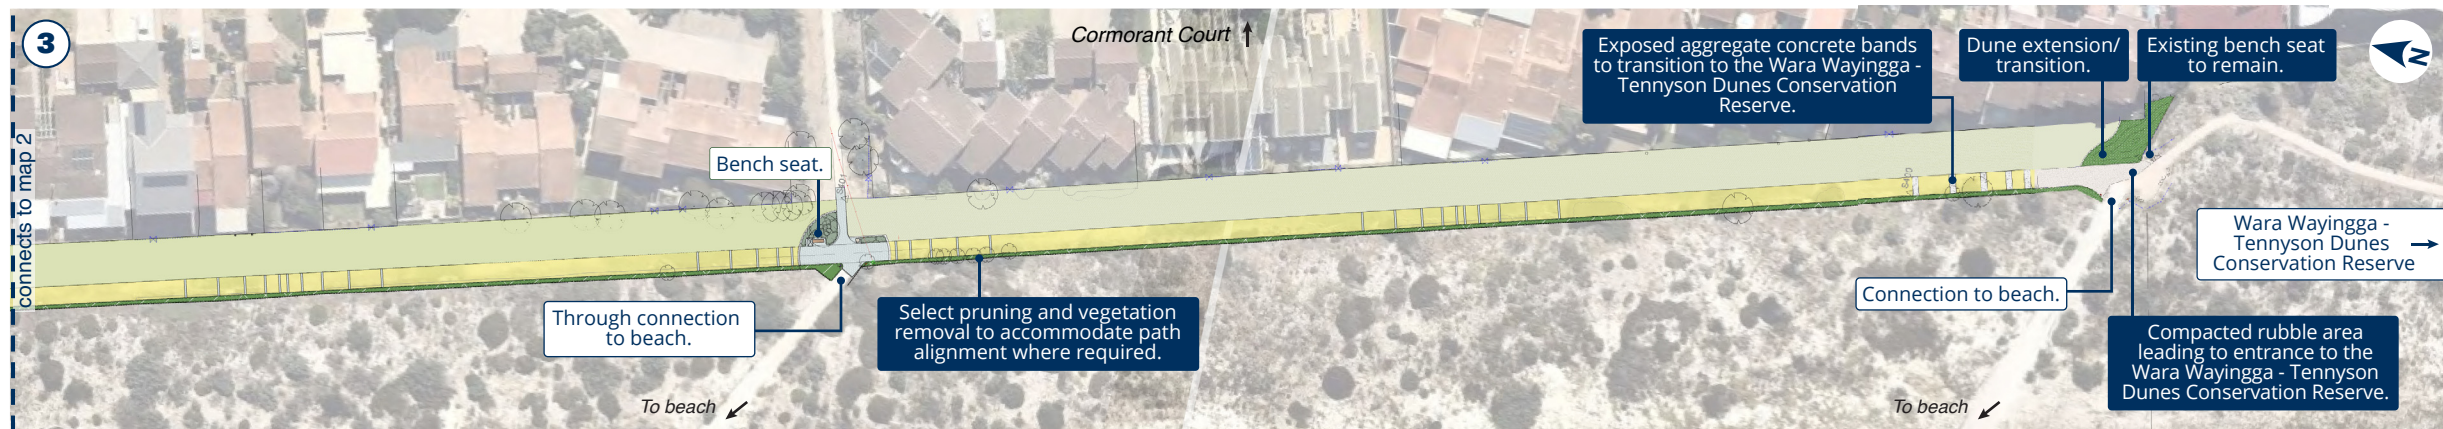 3
connects to map 2
Cormorant Court
Bench seat.
Through connection
to beach.
Select pruning and vegetation
removal to accommodate path
alignment where required.
To beach
Exposed aggregate concrete bands
to transition to the Wara Wayingga -
Tennyson Dunes Conservation
Reserve.
Dune extension/
transition.
Existing bench seat
to remain.
N
Wara Wayingga -
Tennyson Dunes
Conservation Reserve
Connection to beach.
Compacted rubble area
leading to entrance to the
Wara Wayingga - Tennyson
Dunes Conservation Reserve.
To beach